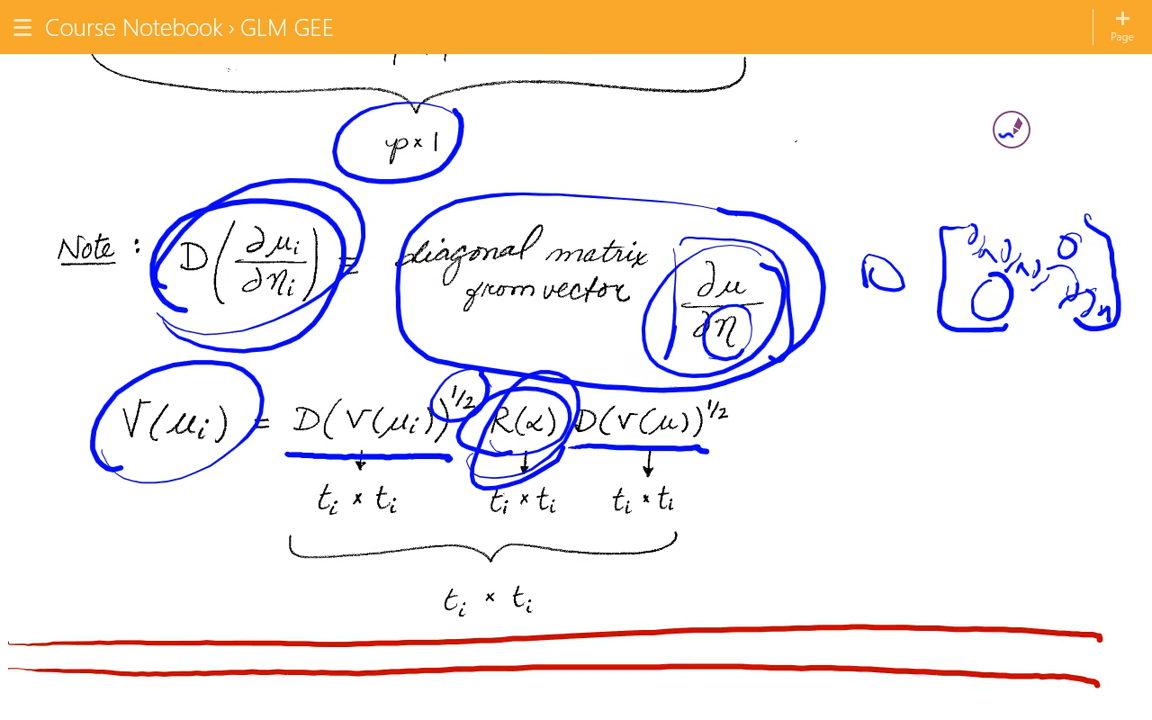 Course Notebook › GLM GEE
Page
p × 1
Note : D(∂μi/∂ηi) = diagonal matrix from vector [∂μ/∂η]
V(μi) = D(V(μi))^1/2 R(α) D(V(μ))^1/2
ti × ti ti × ti ti × ti
ti × ti